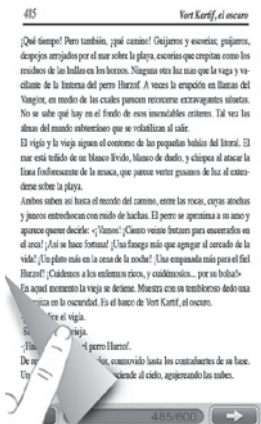 485 Vort Kartif, el oscuro
¡Qué tiempo! Pero también, ¡qué camino! Guijarros y escorias; guijarros,
despojos arrojados por el mar sobre la playa, escorias que crepitan como los
residuos de las hullas en los hornos. Ninguna otra luz mas que la vaga y va-
cilante de la linterna del perro Hurzof. A veces la erupción en llamas del
Vanglor, en medio de las cuales parecen retorcerse extravagantes siluetas.
No se sabe qué hay en el fondo de esos insondables cráteres. Tal vez las
almas del mundo subterráneo que se volatilizan al salir.
El vigía y la vieja siguen el contorno de las pequeñas bahías del litoral. El
mar está teñido de un blanco lívido, blanco de duelo, y chispea al atacar la
línea fosforescente de la resaca, que parece verter gusanos de luz al exten-
derse sobre la playa.
Ambos suben así hasta el recodo del camino, entre las rocas, cuyas atochas
y juncos entrechocan con ruido de hachas. El perro se aproxima a su amo y
aparece querer decirle: «¡Vamos! ¡Ciento veinte fretzers para encerrarlos en
el arca! ¡Así se hace fortuna! ¡Una fanega más que agregar al cercado de la
vida! ¡Un plato más en la cena de la noche! ¡Una empanada más para el fiel
Hurzof! ¡Cuidemos a los enfermos ricos, y cuidémoslos... por su bolsa!»
En aquel momento la vieja se detiene. Muestra con su tembloroso dedo una
en la oscuridad. Es el harco de Vort Kartif, el oscuro.
el vigía.
vieja.
el perro Hurzof.
De conmovido hasta los contrafuertes de su base.
Un asciende al cielo, agujereando las nubes.
485/600